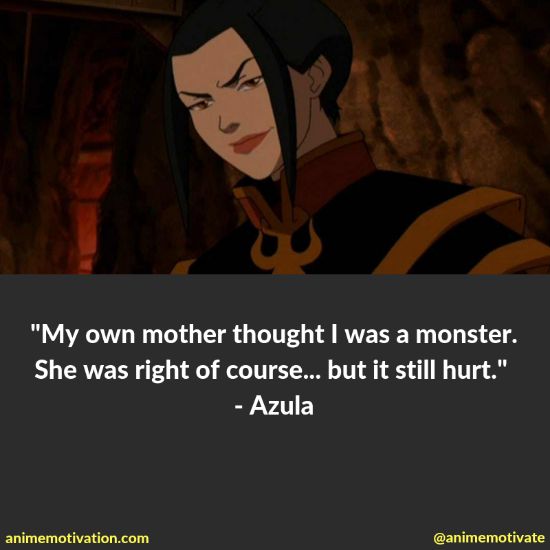 "My own mother thought I was a monster.
She was right of course... but it still hurt."
- Azula
animemotivation.com
@animemotivate